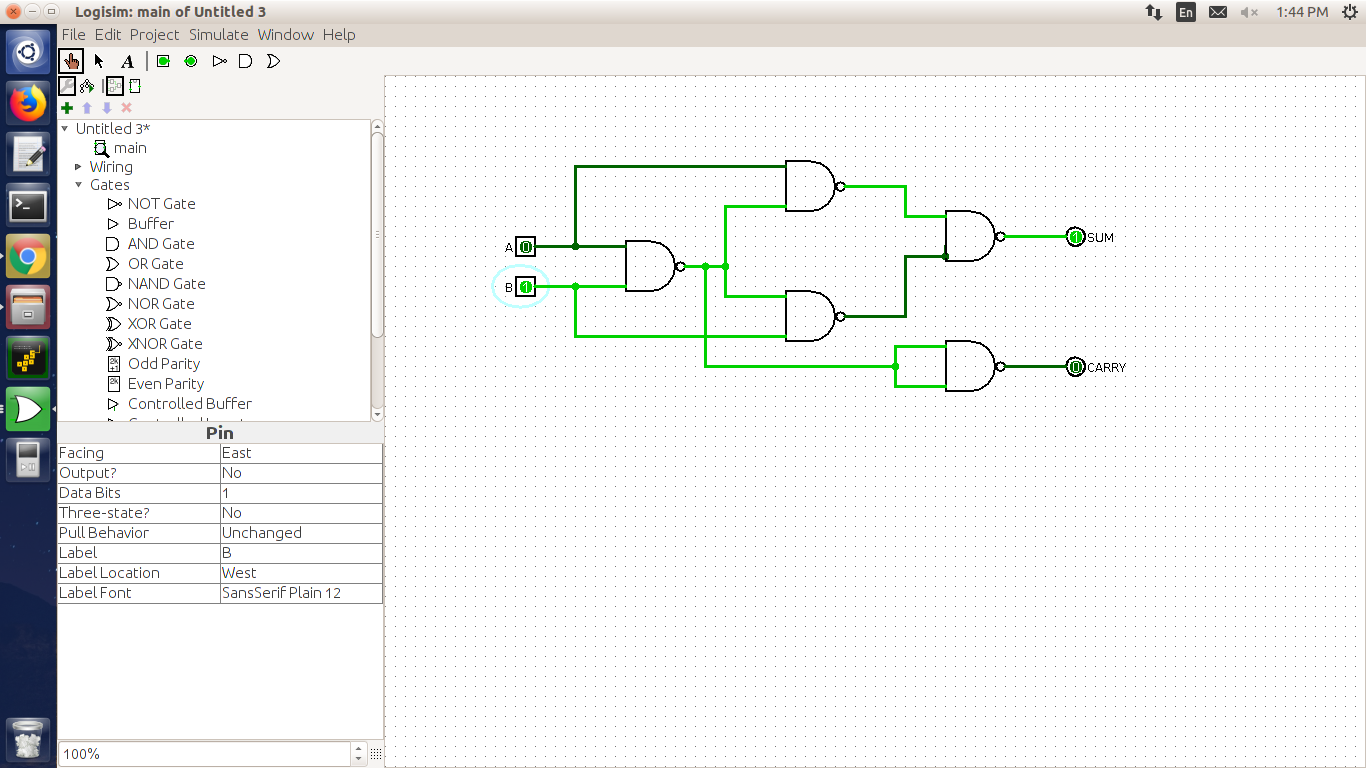 Logisim: main of Untitled 3
En
1:44 PM
File Edit Project Simulate Window Help
A
Untitled 3*
main
Wiring
Gates
NOT Gate
Buffer
AND Gate
OR Gate
NAND Gate
NOR Gate
XOR Gate
XNOR Gate
Odd Parity
Even Parity
Controlled Buffer
Pin
Facing East
Output? No
Data Bits 1
Three-state? No
Pull Behavior Unchanged
Label B
Label Location West
Label Font SansSerif Plain 12
100%
A 0
B 1
1 SUM
0 CARRY